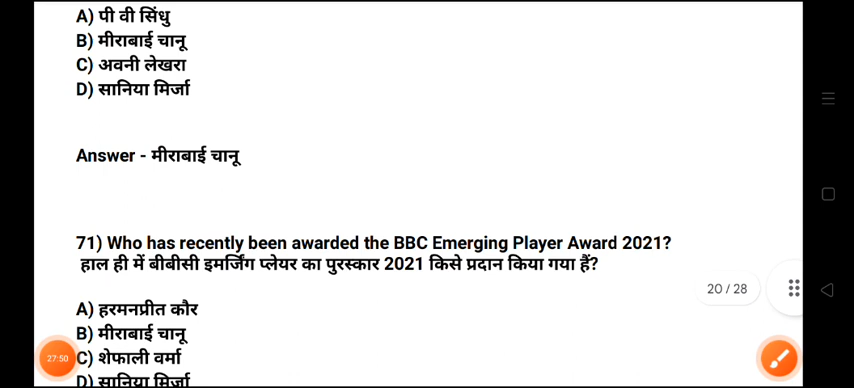 A) पी वी सिंधु
B) मीराबाई चानू
C) अवनी लेखरा
D) सानिया मिर्जा
Answer - मीराबाई चानू
71) Who has recently been awarded the BBC Emerging Player Award 2021?
हाल ही में बीबीसी इमर्जिंग प्लेयर का पुरस्कार 2021 किसे प्रदान किया गया हैं?
20 / 28
A) हरमनप्रीत कौर
B) मीराबाई चानू
27:50
C) शेफाली वर्मा
D) सानिया मिर्जा